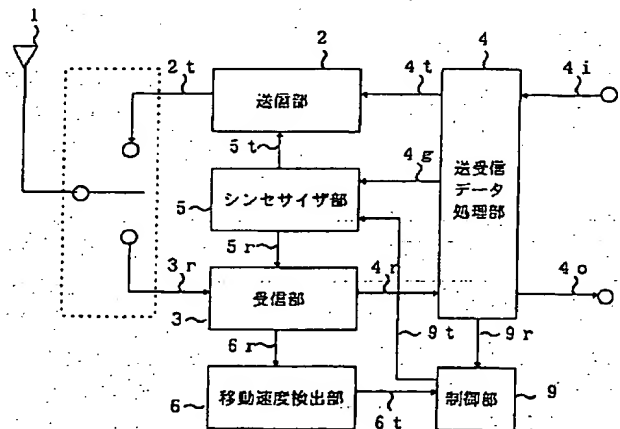 1
2
4
2t
4t
4i
送信部
5t
4g
送受信
データ
処理部
5
シンセサイザ部
5r
3r
4r
4o
受信部
3
6r
9t
9r
移動速度検出部
制御部
9
6
6t